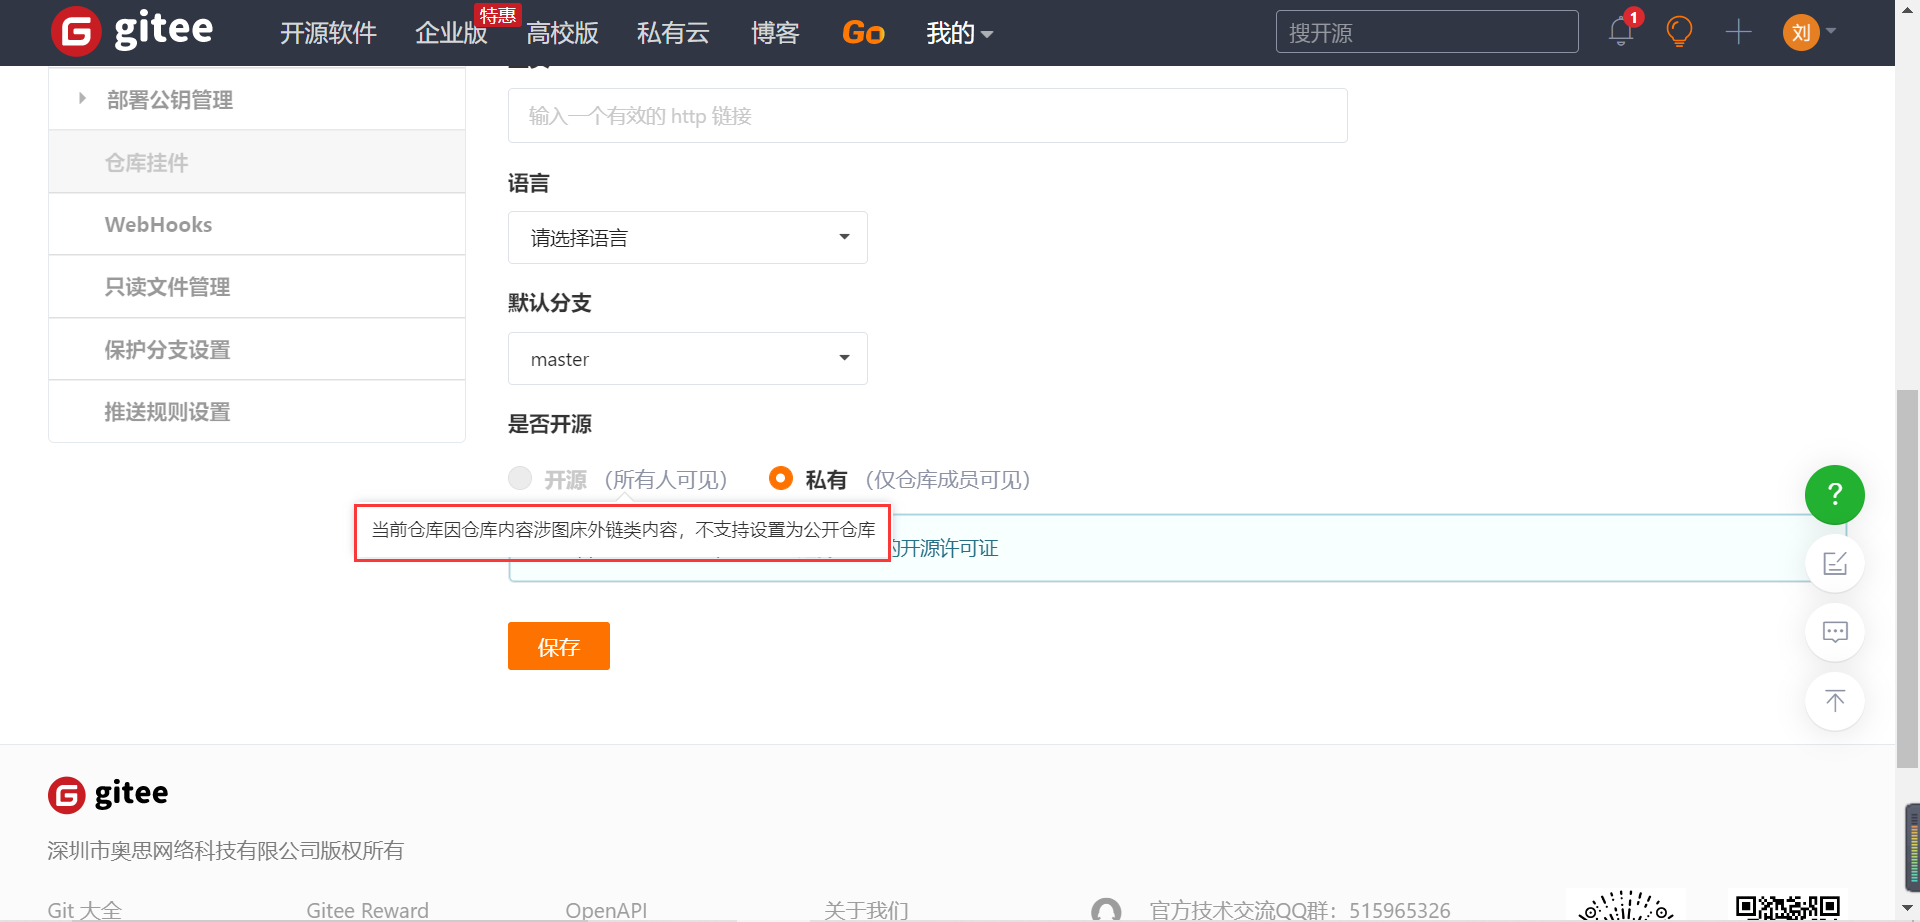 gitee
开源软件
企业版
特惠
高校版
私有云
博客
Go
我的
搜开源
1
刘
部署公钥管理
仓库挂件
WebHooks
只读文件管理
保护分支设置
推送规则设置
输入一个有效的 http 链接
语言
请选择语言
默认分支
master
是否开源
开源 （所有人可见）
私有 （仅仓库成员可见）
当前仓库因仓库内容涉图床外链类内容，不支持设置为公开仓库
的开源许可证
保存
?
gitee
深圳市奥思网络科技有限公司版权所有
Git 大全
Gitee Reward
OpenAPI
关于我们
官方技术交流QQ群：515965326